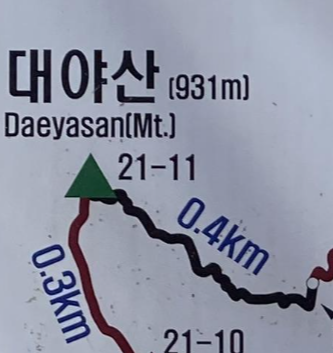 대야산 (931m)
Daeyasan(Mt.)
21-11
0.4km
0.3km
21-10